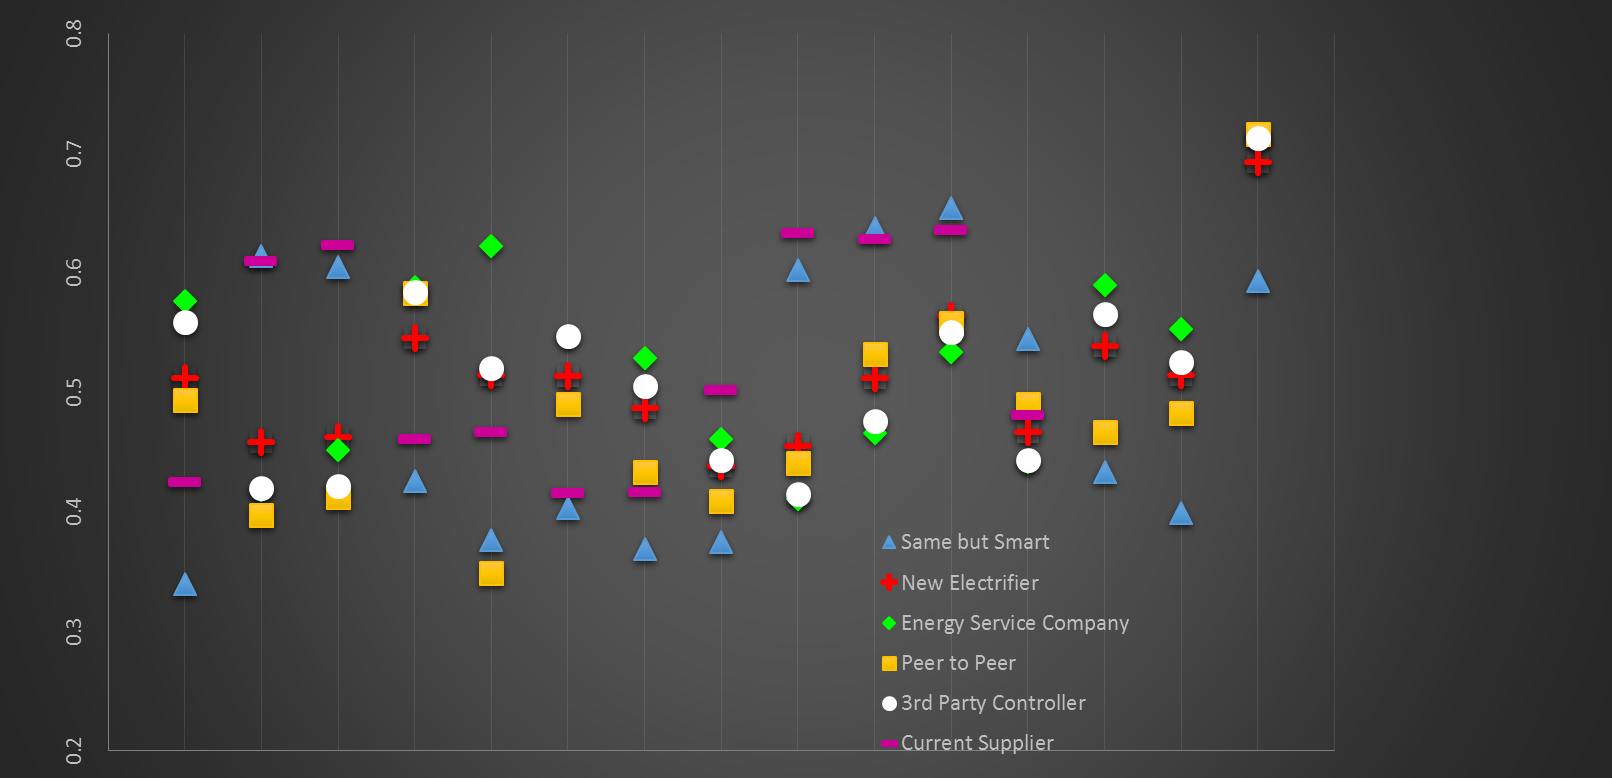 0.8
0.7
0.6
0.5
0.4
0.3
0.2
Same but Smart
New Electrifier
Energy Service Company
Peer to Peer
3rd Party Controller
Current Supplier